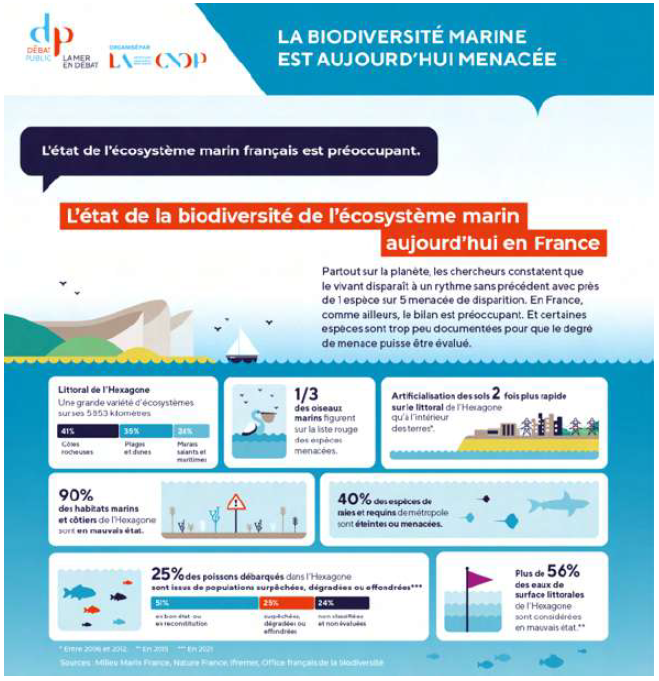 dp
DÉBAT
PUBLIC
LA MER
EN DÉBAT
ORGANISÉ PAR
LA CNDP
LA BIODIVERSITÉ MARINE
EST AUJOURD'HUI MENACÉE
L'état de l'écosystème marin français est préoccupant.
L'état de la biodiversité de l'écosystème marin
aujourd'hui en France
Partout sur la planète, les chercheurs constatent que
le vivant disparaît à un rythme sans précédent avec près
de 1 espèce sur 5 menacée de disparition. En France,
comme ailleurs, le bilan est préoccupant. Et certaines
espèces sont trop peu documentées pour que le degré
de menace puisse être évalué.
Littoral de l'Hexagone
Une grande variété d'écosystèmes
sur ses 5853 kilomètres
41%
Côtes
rocheuses
35%
Plages
et dunes
24%
Marais
salants et
maritimes
1/3
des oiseaux
marins figurent
sur la liste rouge
des espèces
menacées.
Artificialisation des sols 2 fois plus rapide
sur le littoral de l'Hexagone
qu'à l'intérieur
des terres*.
90%
des habitats marins
et côtiers de l'Hexagone
sont en mauvais état.
40% des espèces de
raies et requins de métropole
sont éteintes ou menacées.
25% des poissons débarqués dans l'Hexagone
sont issus de populations surpêchées, dégradées ou effondrées***
51%
en bon état ou
en reconstitution
25%
surpêchées,
dégradées ou
effondrées
24%
non classifiées
et non évaluées
Plus de 56%
des eaux de
surface littorales
de l'Hexagone
sont considérées
en mauvais état.**
* Entre 2006 et 2012. ** En 2015 *** En 2021
Sources: Milieu Marin France, Nature France, Ifremer, Office français de la biodiversité